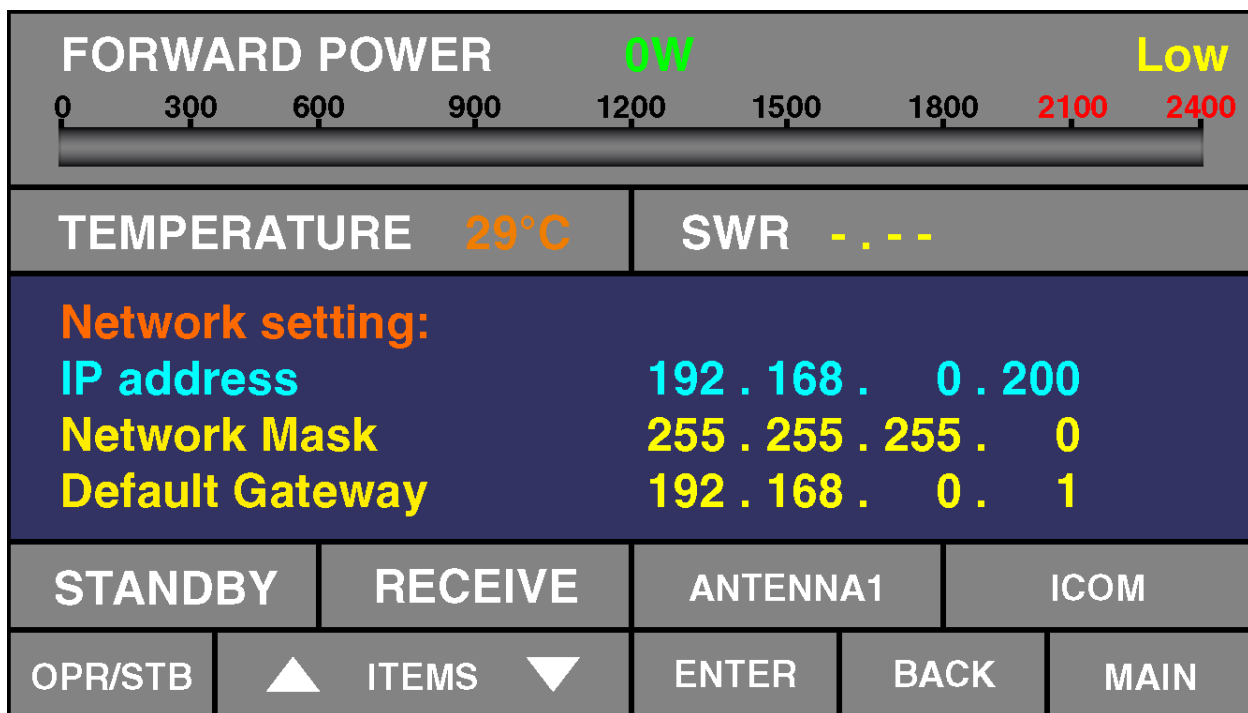 FORWARD POWER 0W Low
0 300 600 900 1200 1500 1800 2100 2400
TEMPERATURE 29°C SWR -.--
Network setting:
IP address 192 . 168 . 0 . 200
Network Mask 255 . 255 . 255 . 0
Default Gateway 192 . 168 . 0 . 1
STANDBY RECEIVE ANTENNA1 ICOM
OPR/STB ▲ ITEMS ▼ ENTER BACK MAIN